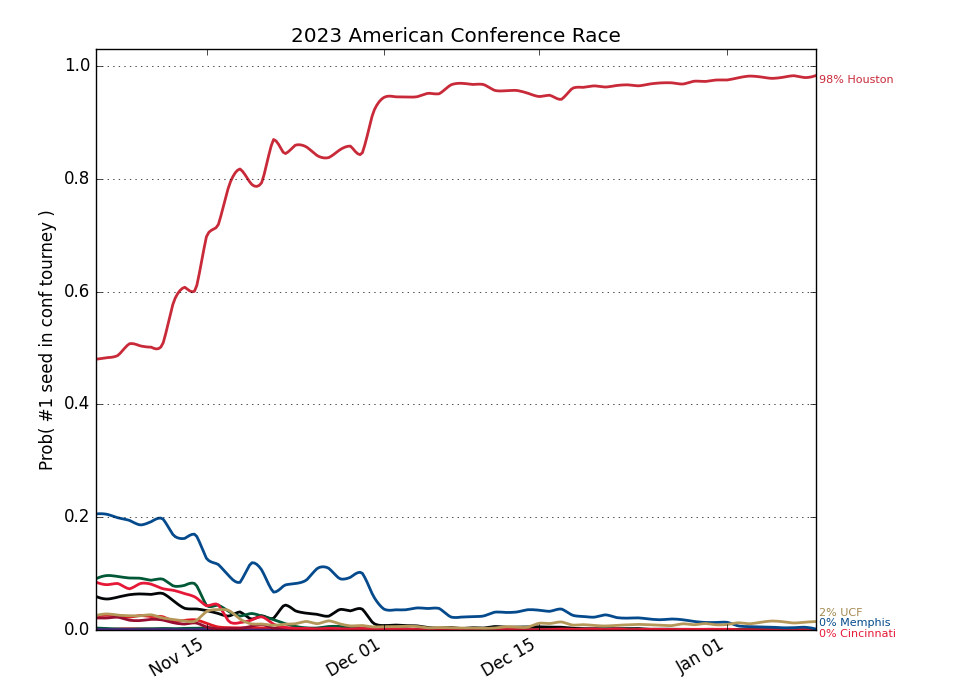 2023 American Conference Race
Prob( #1 seed in conf tourney )
1.0
0.8
0.6
0.4
0.2
0.0
98% Houston
2% UCF
0% Memphis
0% Cincinnati
Nov 15
Dec 01
Dec 15
Jan 01